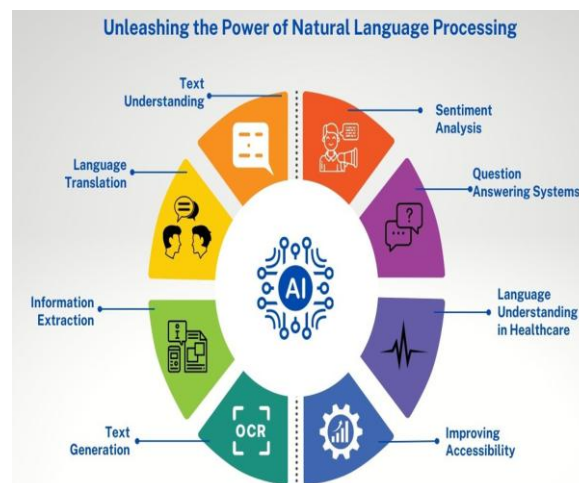 Unleashing the Power of Natural Language Processing
Text
Understanding
Sentiment
Analysis
Language
Translation
Question
Answering Systems
?
AI
Information
Extraction
i
Language
Understanding
in Healthcare
Text
Generation
OCR
Improving
Accessibility